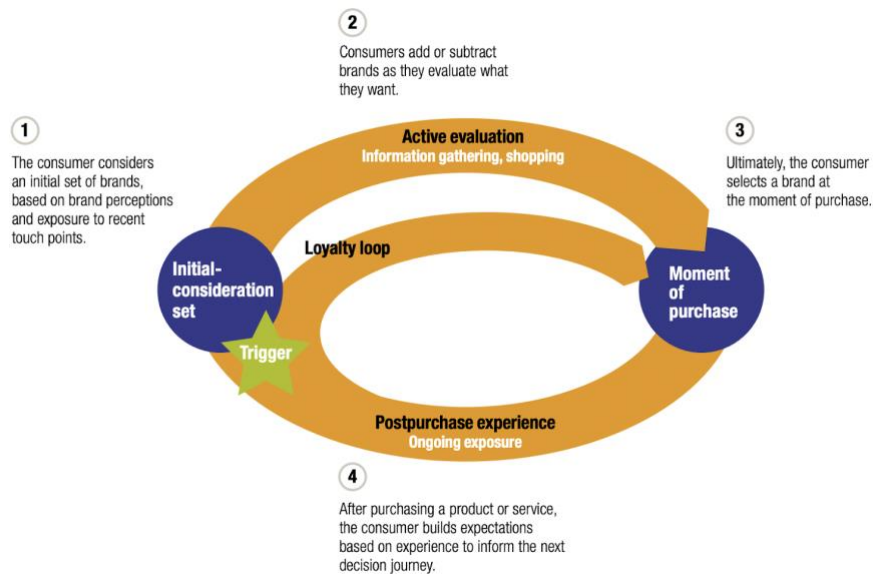 1
The consumer considers
an initial set of brands,
based on brand perceptions
and exposure to recent
touch points.
2
Consumers add or subtract
brands as they evaluate what
they want.
3
Ultimately, the consumer
selects a brand at
the moment of purchase.
Active evaluation
Information gathering, shopping
Loyalty loop
Initial-
consideration
set
Trigger
Moment
of
purchase
Postpurchase experience
Ongoing exposure
4
After purchasing a product or service,
the consumer builds expectations
based on experience to inform the next
decision journey.